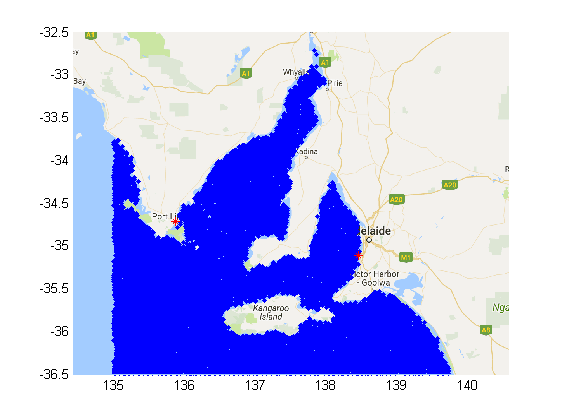 -32.5
A1
A1
Whyall
A1
Pirie
-33
Bay
-33.5
-34
Kadina
A20
A20
-34.5
Port Li
elaide
-35
M1
ctor Harbor
- Goolwa
-35.5
Kangaroo
Island
Nga
-36
A8
-36.5
135
136
137
138
139
140